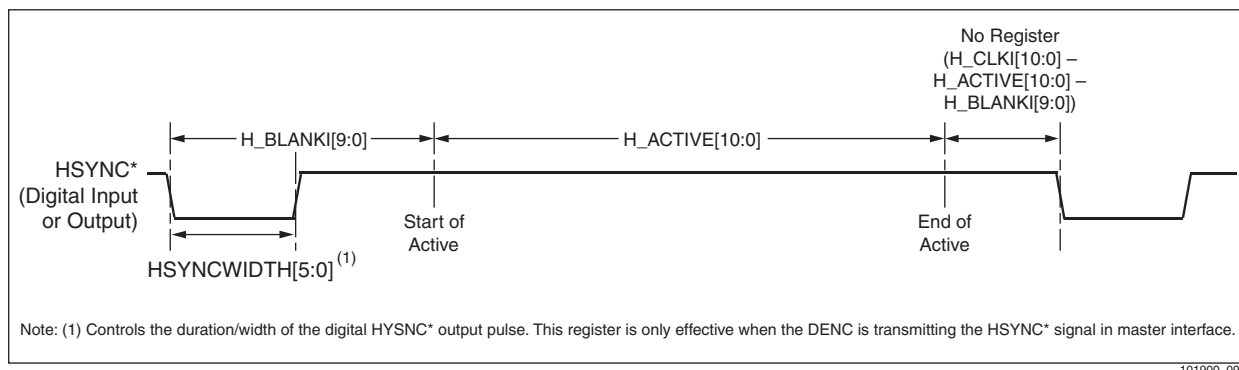 No Register
(H_CLKI[10:0] –
H_ACTIVE[10:0] –
H_BLANKI[9:0])
H_BLANKI[9:0]
H_ACTIVE[10:0]
HSYNC*
(Digital Input
or Output)
Start of
Active
End of
Active
HSYNCWIDTH[5:0](1)
Note: (1) Controls the duration/width of the digital HYSNC* output pulse. This register is only effective when the DENC is transmitting the HSYNC* signal in master interface.